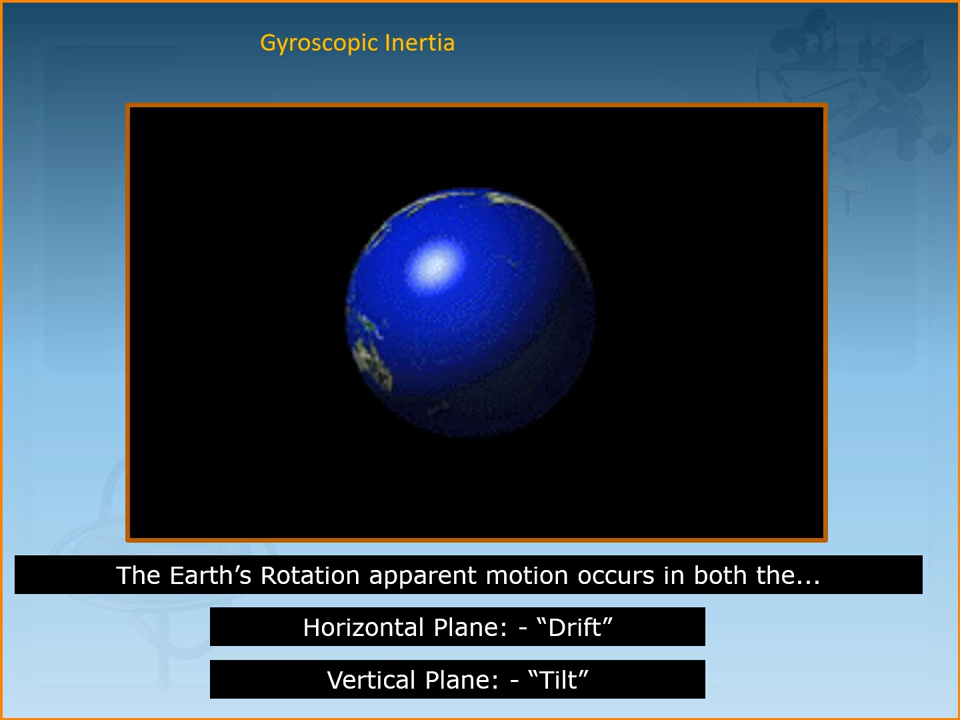 Gyroscopic Inertia
The Earth’s Rotation apparent motion occurs in both the...
Horizontal Plane: - “Drift”
Vertical Plane: - “Tilt”